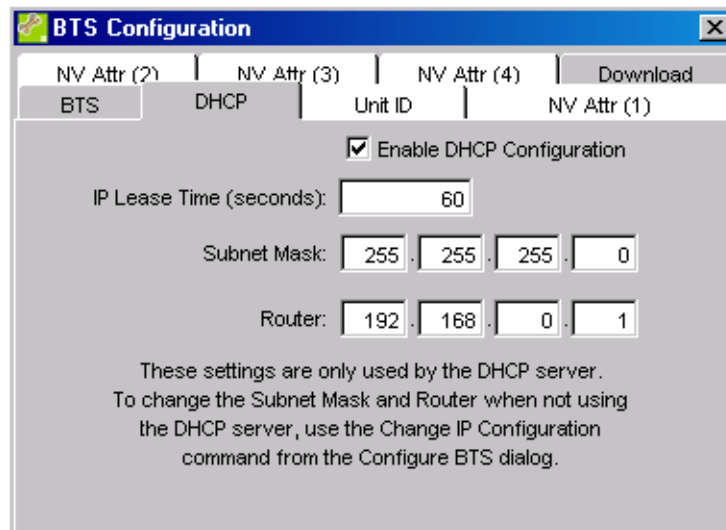 BTS Configuration
NV Attr (2) NV Attr (3) NV Attr (4) Download
BTS DHCP Unit ID NV Attr (1)
Enable DHCP Configuration
IP Lease Time (seconds): 60
Subnet Mask: 255 . 255 . 255 . 0
Router: 192 . 168 . 0 . 1
These settings are only used by the DHCP server.
To change the Subnet Mask and Router when not using
the DHCP server, use the Change IP Configuration
command from the Configure BTS dialog.